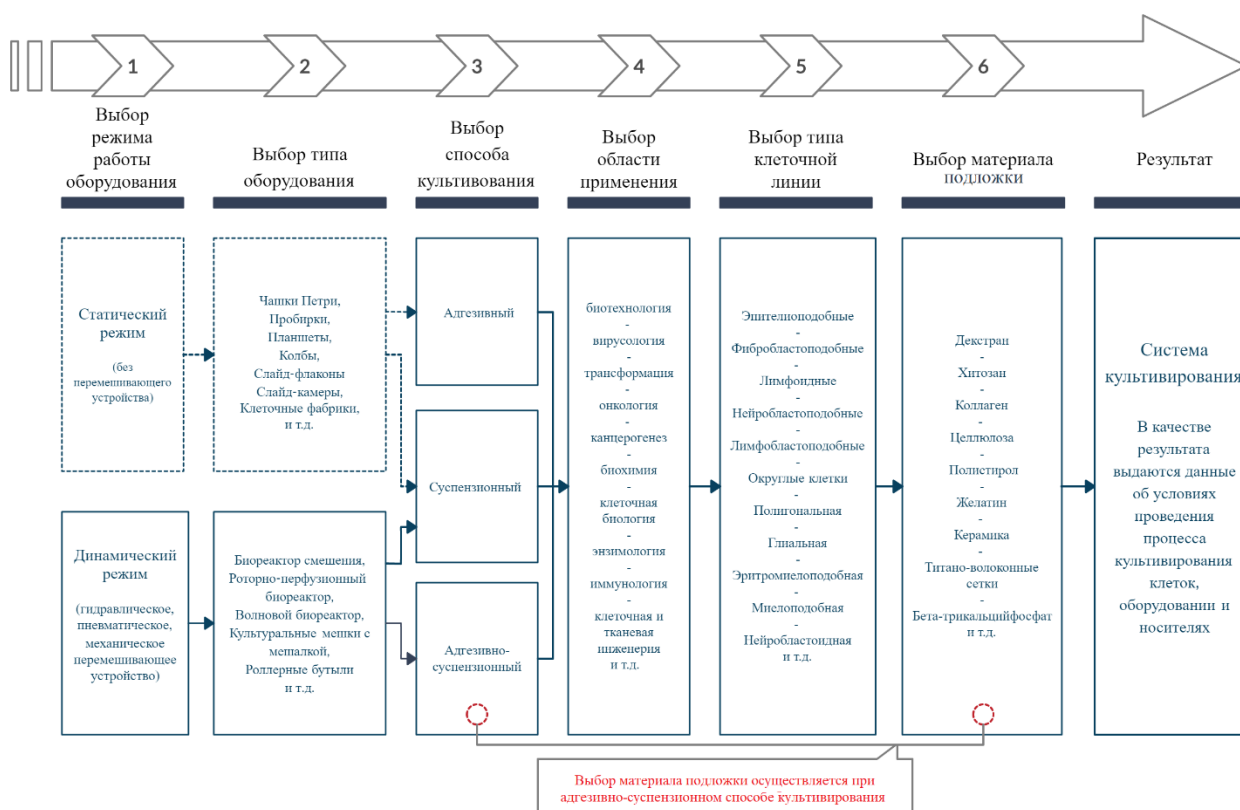 1
2
3
4
5
6
Выбор
режима
работы
оборудования
Выбор типа
оборудования
Выбор
способа
культивования
Выбор
области
применения
Выбор типа
клеточной
линии
Выбор материала
подложки
Результат
Статический
режим
(без
перемешивающего
устройства)
Динамический
режим
(гидравлическое,
пневматическое,
механическое
перемешивающее
устройство)
Чашки Петри,
Пробирки,
Планшеты,
Колбы,
Слайд-флаконы
Слайд-камеры,
Клеточные фабрики,
и т.д.
Биореактор смешения,
Роторно-перфузионный
биореактор,
Волновой биореактор,
Культуральные мешки с
мешалкой,
Роллерные бутыли
и т.д.
Адгезивный
Суспензионный
Адгезивно-
суспензионный
биотехнология
-
вирусология
-
трансформация
-
онкология
-
канцерогенез
-
биохимия
-
клеточная
биология
-
энзимология
-
иммунология
-
клеточная и
тканевая
инженерия
и т.д.
Эпителиоподобные
-
Фибробластоподобные
-
Лимфоидные
-
Нейробластоподобные
-
Лимфобластоподобные
-
Округлые клетки
-
Полигональная
-
Глиальная
-
Эритромиелоподобная
-
Миелоподобная
-
Нейробластоидная
и т.д.
Декстран
-
Хитозан
-
Коллаген
-
Целлюлоза
-
Полиетирол
-
Желатин
-
Керамика
-
Титано-волоконные
сетки
-
Бета-трикальцийфосфат
и т.д.
Система
культивирования
В качестве
результата
выдаются данные
об условиях
проведения
процесса
культивирования
клеток,
оборудовании и
носителях
Выбор материала подложки осуществляется при
адгезивно-суспензионном способе культивирования